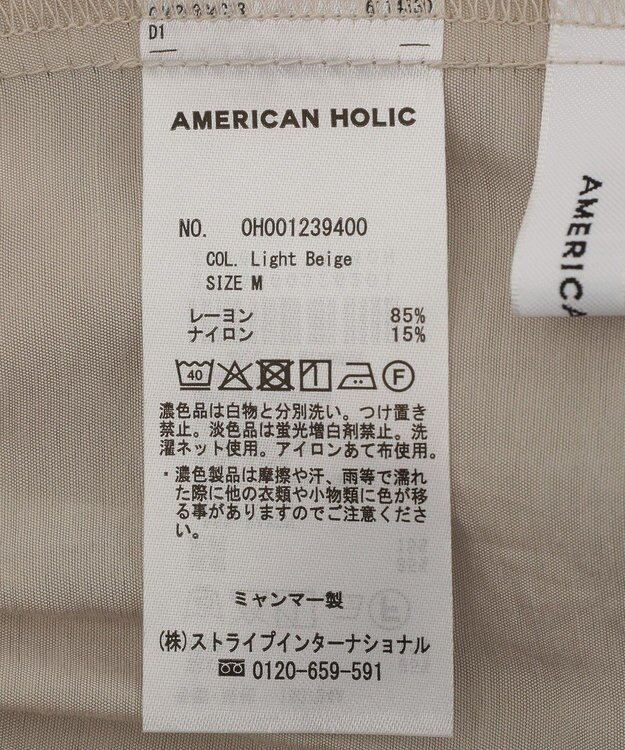 D1
AMERICAN HOLIC
NO. OH001239400
COL. Light Beige
SIZE M
レーヨン 85%
ナイロン 15%
40
F
濃色品は白物と分別洗い。つけ置き
禁止。淡色品は蛍光増白剤禁止。洗
濯ネット使用。アイロンあて布使用。
・濃色製品は摩擦や汗、雨等で濡れ
た際に他の衣類や小物類に色が移
る事がありますのでご注意くださ
い。
ミャンマー製
(株)ストライプインターナショナル
0120-659-591
AMERICA